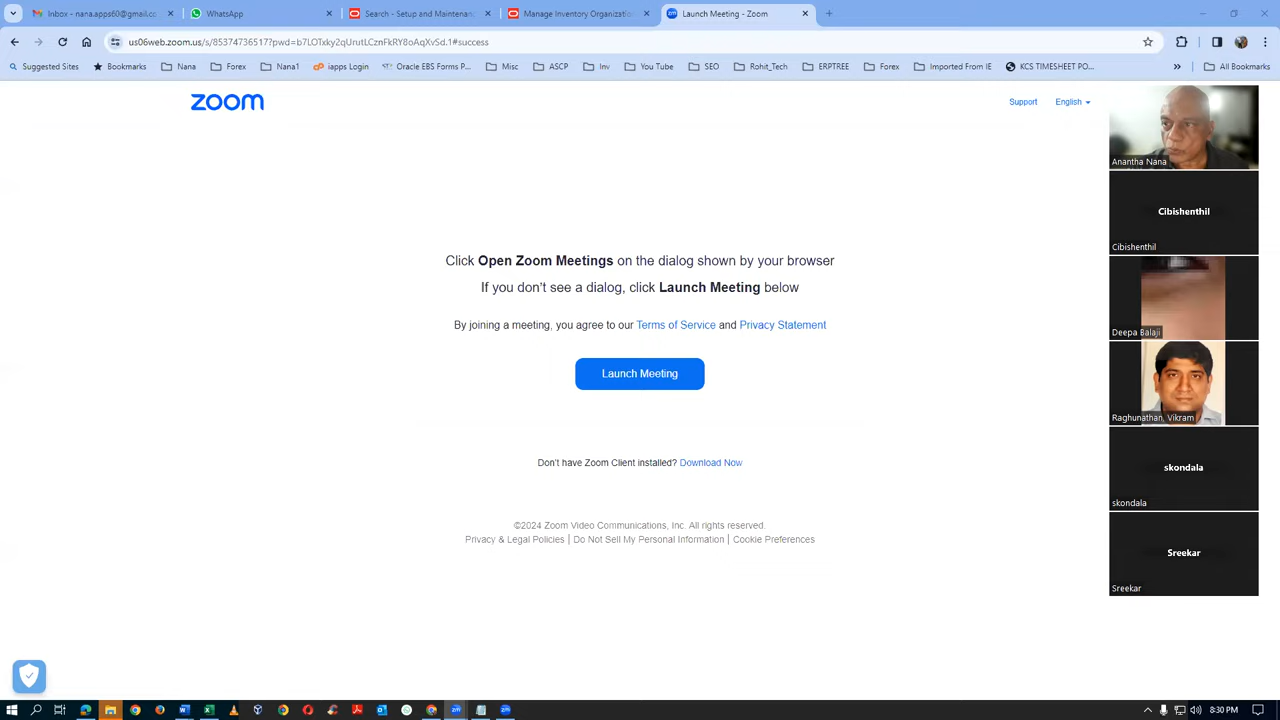 Inbox - nana.apps60@gmail.co
WhatsApp
Search - Setup and Maintenanc
Manage Inventory Organization
Launch Meeting - Zoom
us06web.zoom.us/s/85374736517?pwd=b7LOTxky2qUrutLCznFkRY8oAqXvSd.1#success
Suggested Sites
Bookmarks
Nana
Forex
Nana1
iapps Login
Oracle EBS Forms P...
Misc
ASCP
Inv
You Tube
SEO
Rohit_Tech
ERPTREE
Forex
Imported From IE
KCS TIMESHEET PO...
All Bookmarks
zoom
Support
English
Click Open Zoom Meetings on the dialog shown by your browser
If you don't see a dialog, click Launch Meeting below
By joining a meeting, you agree to our Terms of Service and Privacy Statement
Launch Meeting
Don't have Zoom Client installed? Download Now
©2024 Zoom Video Communications, Inc. All rights reserved.
Privacy & Legal Policies | Do Not Sell My Personal Information | Cookie Preferences
Anantha Nana
Cibishenthil
Cibishenthil
Deepa Balaji
Raghunathan, Vikram
skondala
skondala
Sreekar
Sreekar
8:30 PM